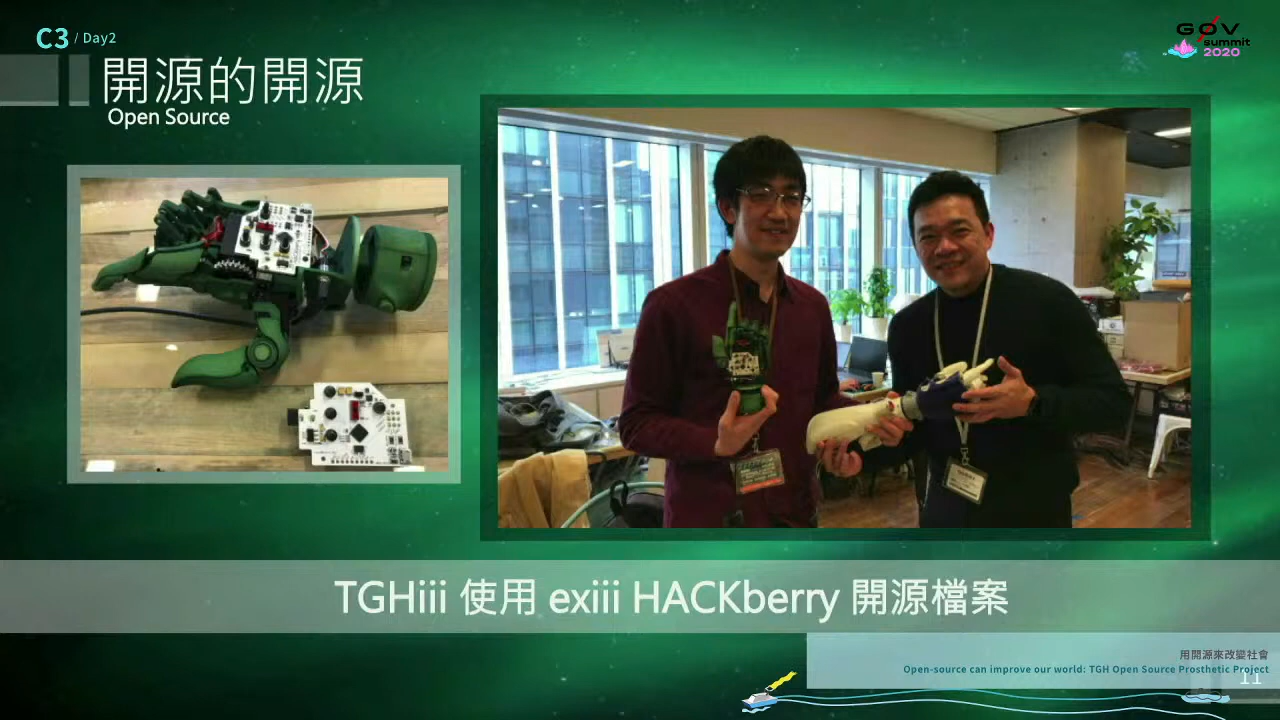 C3 / Day2
GØV
summit
2020
開源的開源
Open Source
TGHiii 使用 exiii HACKberry 開源檔案
用開源來改變社會
Open-source can improve our world: TGH Open Source Prosthetic Project
11